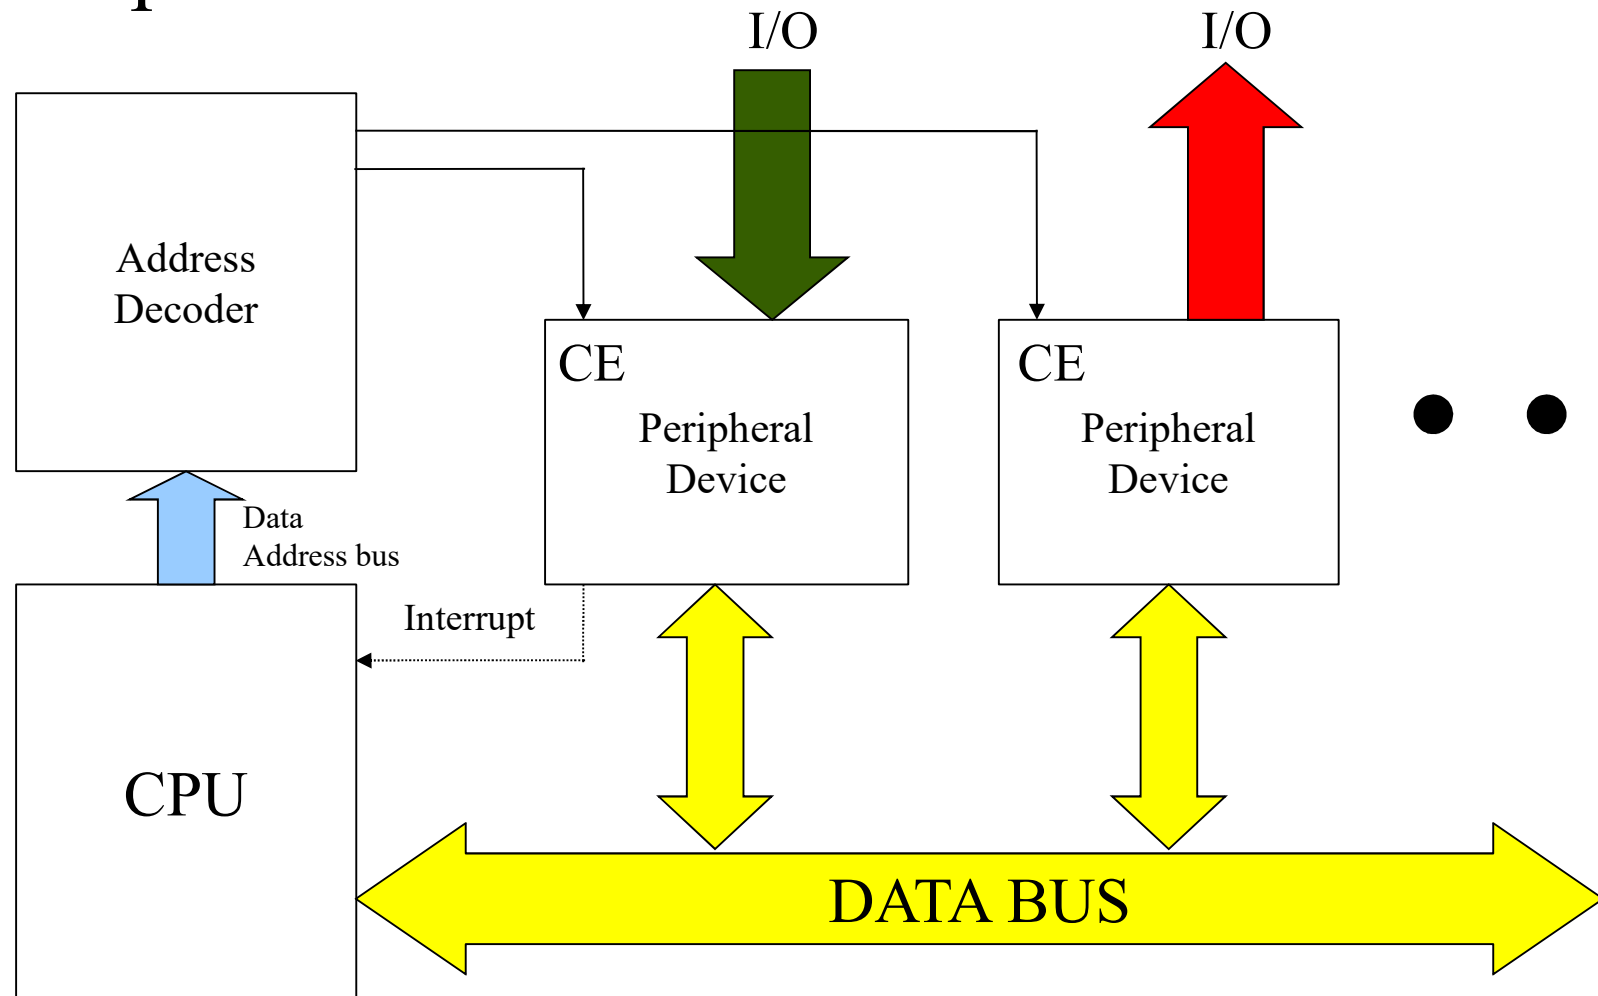 I/O
I/O
Address
Decoder
CE
CE
Peripheral
Device
Peripheral
Device
Data
Address bus
Interrupt
CPU
DATA BUS